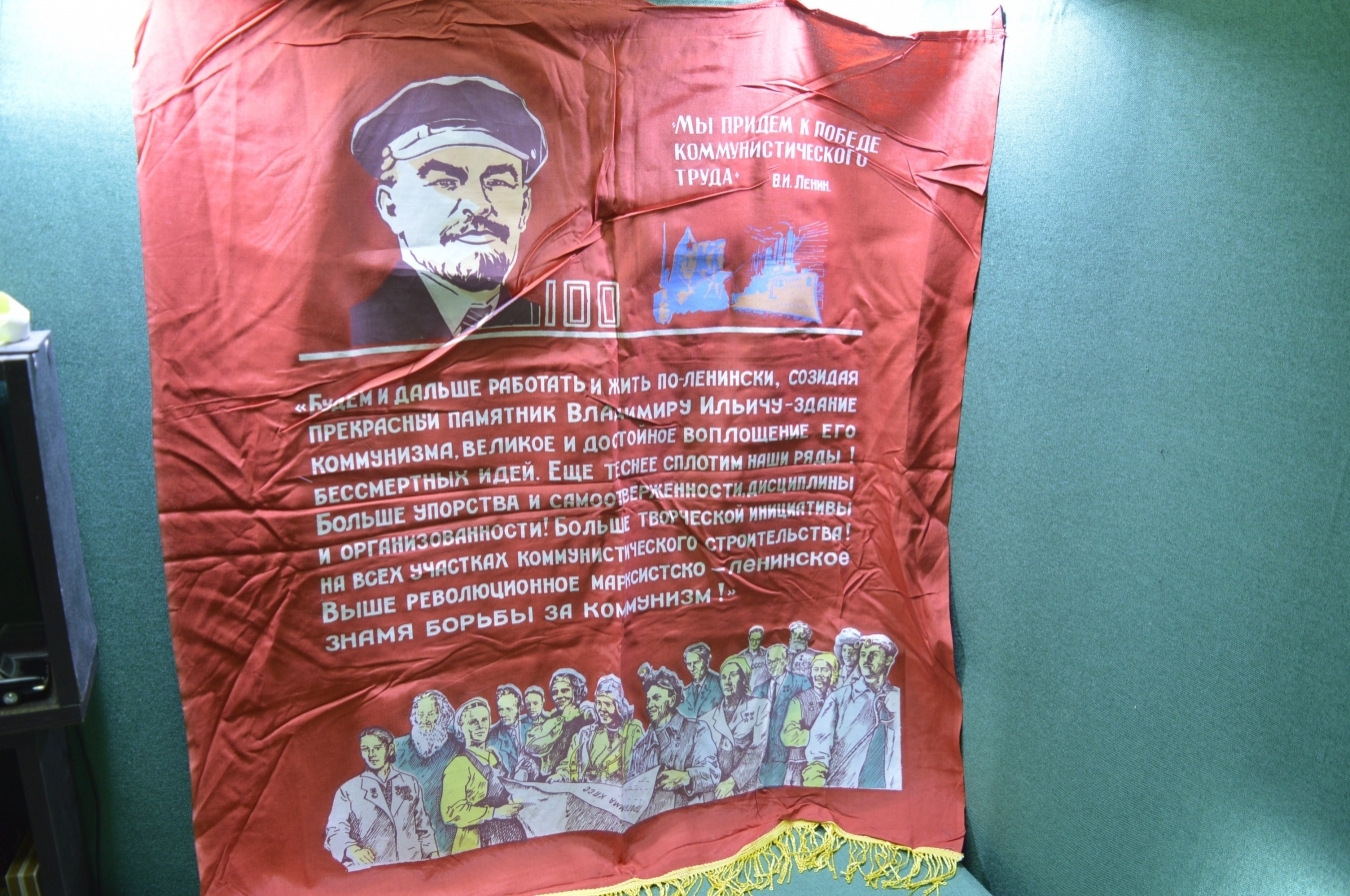 «Мы придем к победе
коммунистического
труда»
В.И. Ленин.
100
«Будем и дальше работать и жить по-ленински, созидая
прекрасный памятник Владимиру Ильичу-здание
коммунизма, великое и достойное воплощение его
бессмертных идей. Еще теснее сплотим наши ряды!
Больше упорства и самоотверженности, дисциплины
и организованности! Больше творческой инициативы
на всех участках коммунистического строительства!
Выше революционное марксистско-ленинское
знамя борьбы за коммунизм!»
КПСС